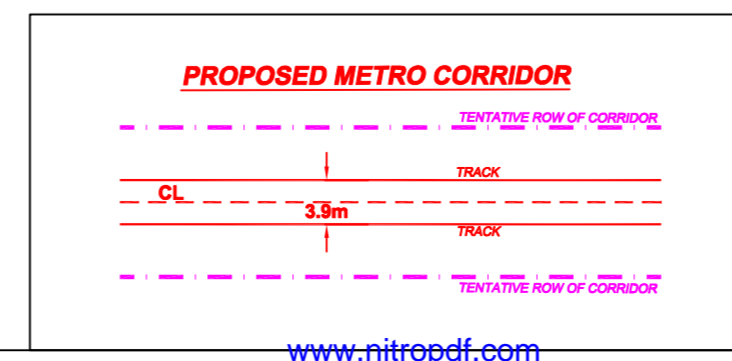 PROPOSED METRO CORRIDOR
TENTATIVE ROW OF CORRIDOR
TRACK
CL
3.9m
TRACK
TENTATIVE ROW OF CORRIDOR
www.nitropdf.com